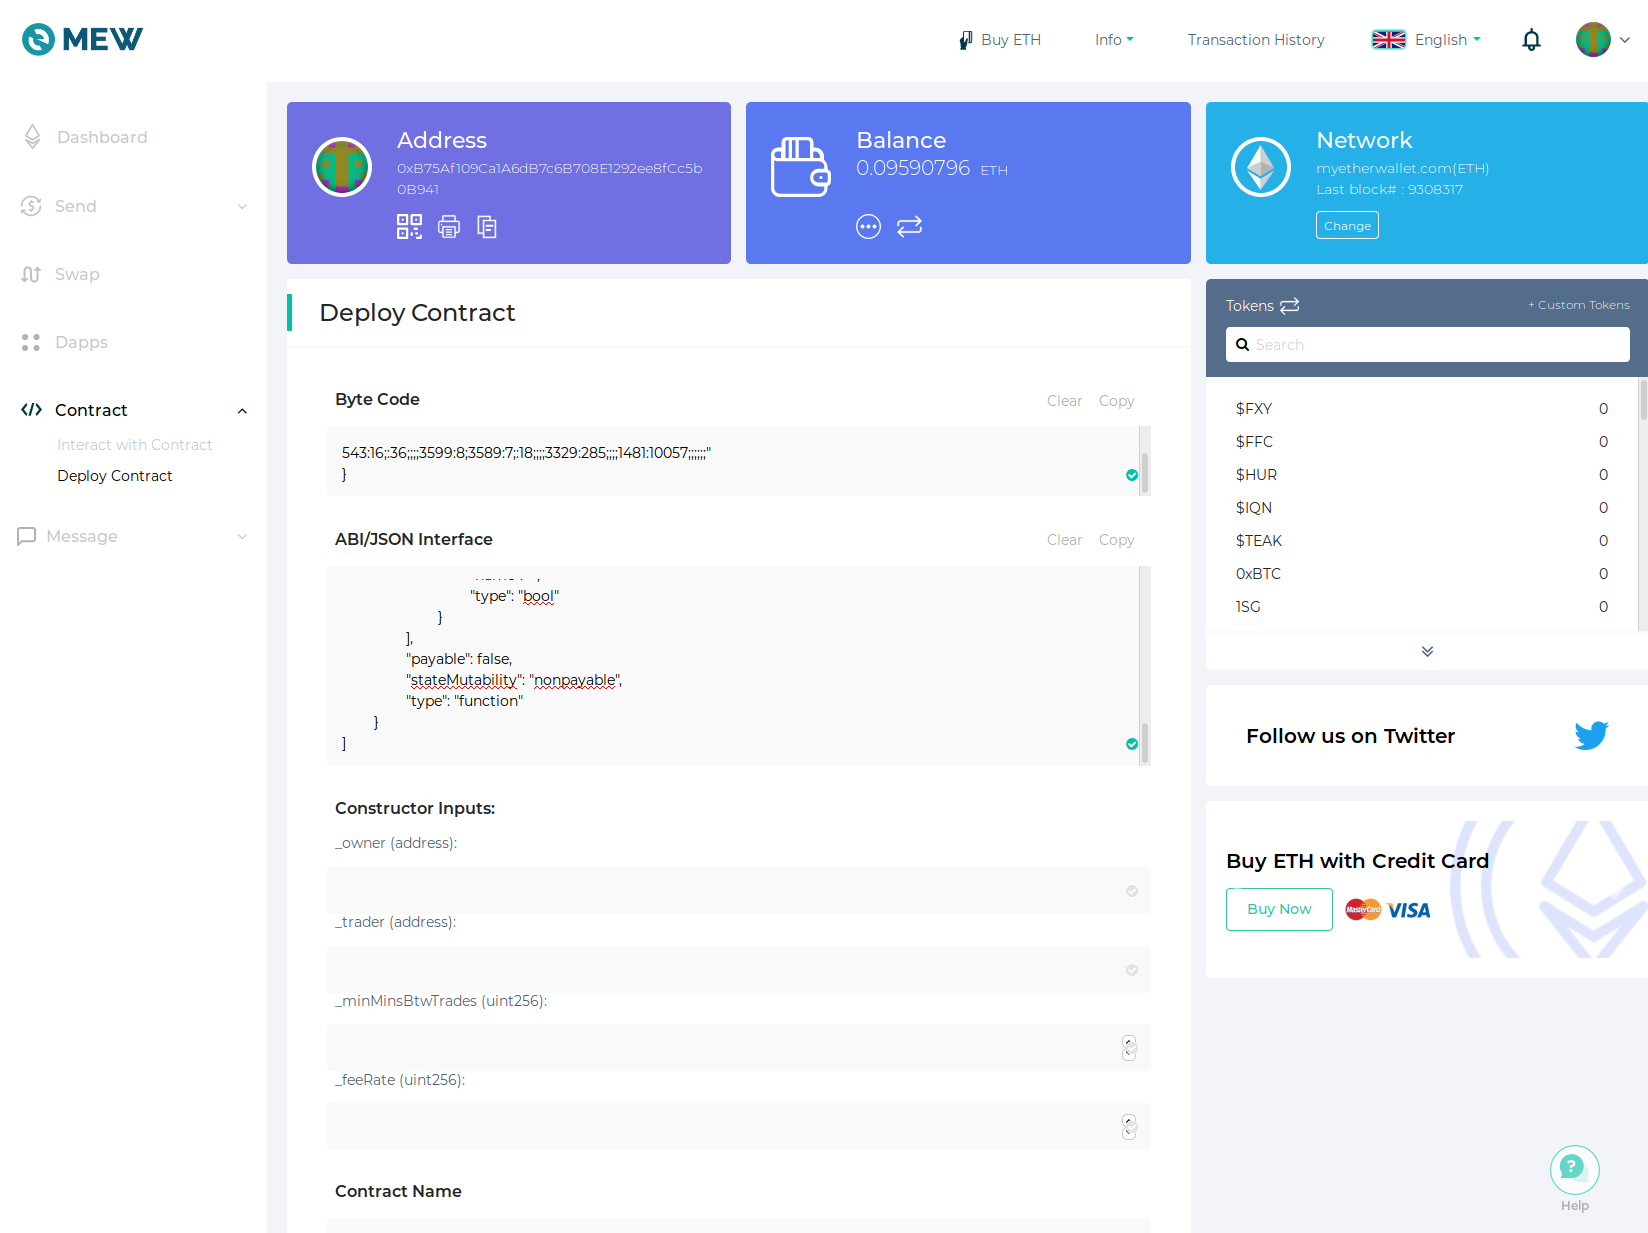 MEW
Buy ETH
Info
Transaction History
English
Dashboard
Send
Swap
Dapps
Contract
Interact with Contract
Deploy Contract
Message
Address
0xB75Af109Ca1A6dB7c6B708E1292ee8fCc5b
0B941
Balance
0.09590796 ETH
Network
myetherwallet.com(ETH)
Last block# : 9308317
Change
Deploy Contract
Byte Code
Clear Copy
543:16;:36;;;;3599:8;3589:7;:18;;;;3329:285;;;;1481:10057;;;;;;"
}
ABI/JSON Interface
Clear Copy
"type": "bool"
}
],
"payable": false,
"stateMutability": "nonpayable",
"type": "function"
}
]
Constructor Inputs:
_owner (address):
_trader (address):
_minMinsBtwTrades (uint256):
_feeRate (uint256):
Contract Name
Tokens
+ Custom Tokens
Search
$FXY 0
$FFC 0
$HUR 0
$IQN 0
$TEAK 0
0xBTC 0
1SG 0
Follow us on Twitter
Buy ETH with Credit Card
Buy Now
MasterCard VISA
?
Help